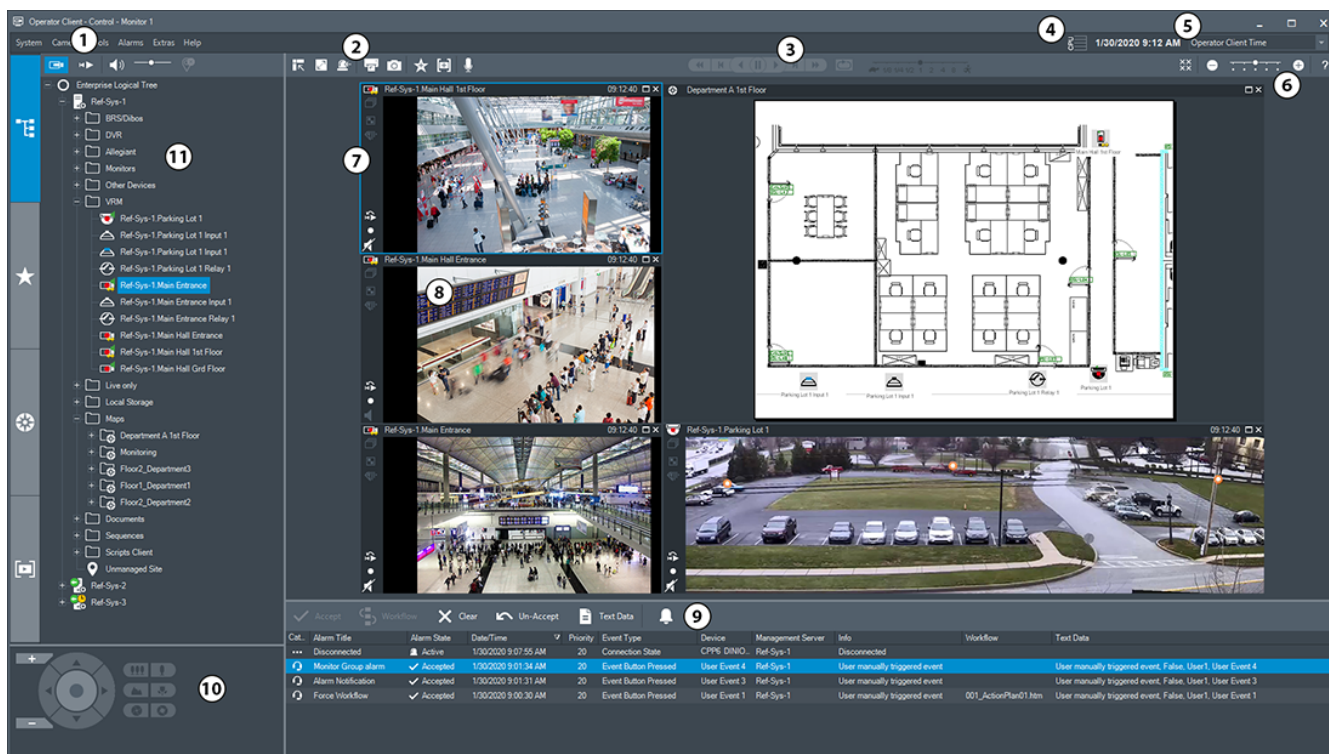 Operator Client - Control - Monitor 1
System Cam 1 ols Alarms Extras Help
2
3
4
1/30/2020 9:12 AM
5
Operator Client Time
6
?
Enterprise Logical Tree
Ref-Sys-1
BRS/Dibos
DVR
Allegiant
11
Monitors
Other Devices
VRM
Ref-Sys-1.Parking Lot 1
Ref-Sys-1.Parking Lot 1 Input 1
Ref-Sys-1.Parking Lot 1 Input 1
Ref-Sys-1.Parking Lot 1 Relay 1
Ref-Sys-1.Main Entrance
Ref-Sys-1.Main Entrance Input 1
Ref-Sys-1.Main Entrance Relay 1
Ref-Sys-1.Main Hall Entrance
Ref-Sys-1.Main Hall 1st Floor
Ref-Sys-1.Main Hall Grd Floor
Live only
Local Storage
Maps
Department A 1st Floor
Monitoring
Floor2_Department3
Floor1_Department1
Floor2_Department2
Documents
Sequences
Scripts Client
Unmanaged Site
Ref-Sys-2
Ref-Sys-3
10
Ref-Sys-1.Main Hall 1st Floor 09:12:40
7
Ref-Sys-1.Main Hall Entrance 09:12:40
8
Ref-Sys-1.Main Entrance 09:12:40
Department A 1st Floor
Main Hall 1st Floor
Parking Lot 1 Input 1
Parking Lot 1 Input 1
Parking Lot 1 Relay 1
Parking Lot 1
Ref-Sys-1.Parking Lot 1 09:12:40
Accept Workflow Clear Un-Accept Text Data 9
Cat.. Alarm Title Alarm State Date/Time Priority Event Type Device Management Server Info Workflow Text Data
Disconnected Active 1/30/2020 9:07:55 AM 20 Connection State CPP6 DINIO... Ref-Sys-1 Disconnected
Monitor Group alarm Accepted 1/30/2020 9:01:34 AM 20 Event Button Pressed User Event 4 Ref-Sys-1 User manually triggered event User manually triggered event, False, User1, User Event 4
Alarm Notification Accepted 1/30/2020 9:01:31 AM 20 Event Button Pressed User Event 3 Ref-Sys-1 User manually triggered event User manually triggered event, False, User1, User Event 3
Force Workflow Accepted 1/30/2020 9:00:30 AM 20 Event Button Pressed User Event 1 Ref-Sys-1 User manually triggered event 001_ActionPlan01.htm User manually triggered event, False, User1, User Event 1